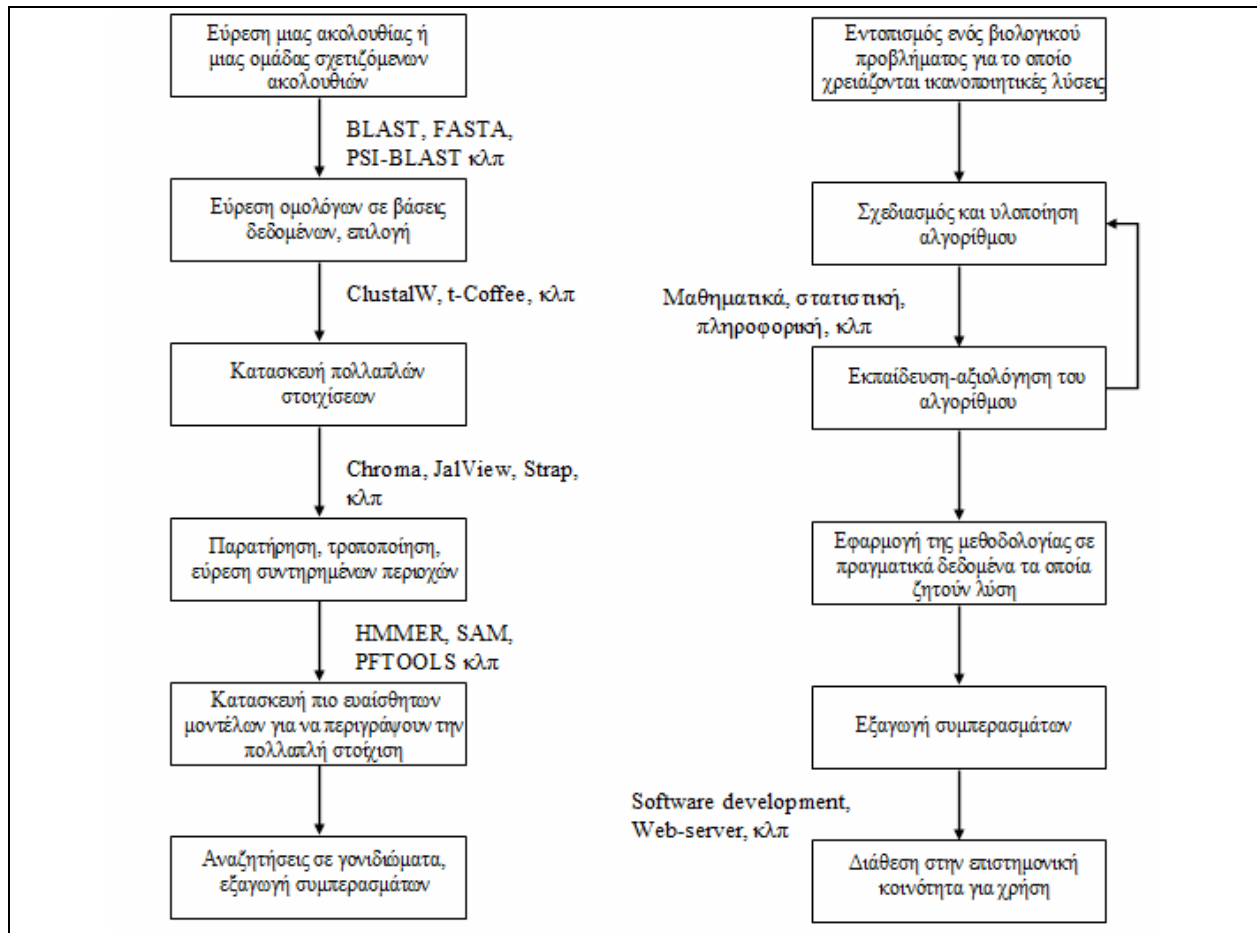 Εύρεση μιας ακολουθίας ή
μιας ομάδας σχετιζόμενων
ακολουθιών
BLAST, FASTA,
PSI-BLAST κλπ
Εύρεση ομολόγων σε βάσεις
δεδομένων, επιλογή
ClustalW, t-Coffee, κλπ
Κατασκευή πολλαπλών
στοιχίσεων
Chroma, JalView, Strap,
κλπ
Παρατήρηση, τροποποίηση,
εύρεση συντηρημένων περιοχών
HMMER, SAM,
PFTOOLS κλπ
Κατασκευή πιο ευαίσθητων
μοντέλων για να περιγράψουν την
πολλαπλή στοίχιση
Αναζητήσεις σε γονιδιώματα,
εξαγωγή συμπερασμάτων
Εντοπισμός ενός βιολογικού
προβλήματος για το οποίο
χρειάζονται ικανοποιητικές λύσεις
Σχεδιασμός και υλοποίηση
αλγορίθμου
Μαθηματικά, στατιστική,
πληροφορική, κλπ
Εκπαίδευση-αξιολόγηση του
αλγορίθμου
Εφαρμογή της μεθοδολογίας σε
πραγματικά δεδομένα τα οποία
ζητούν λύση
Εξαγωγή συμπερασμάτων
Software development,
Web-server, κλπ
Διάθεση στην επιστημονική
κοινότητα για χρήση